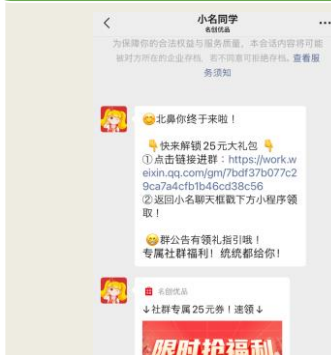 小名同学
名创优品
为保障你的合法权益与服务质量，本会话内容将可能
被对方所在的企业存档，若不同意可拒绝存档。查看服
务须知
😊北鼻你终于来啦！
👇快来解锁25元大礼包👇
①点击链接进群：https://work.w
eixin.qq.com/gm/7bdf37b077c2
9ca7a4cfb1b46cd38c56
②返回小名聊天框戳下方小程序领
取！
😄群公告有领礼指引哦！
专属社群福利！统统都给你！
名创优品
↓社群专属25元券！速领↓
限时抢福利